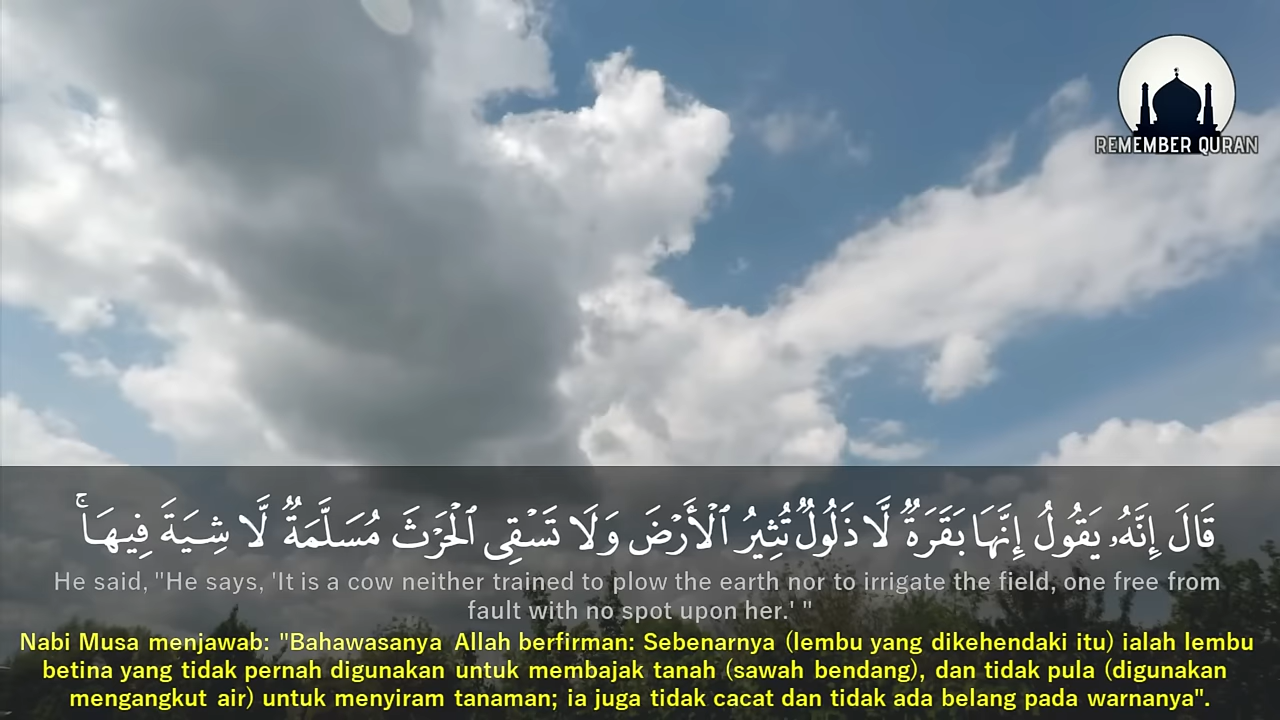 REMEMBER QURAN
قَالَ إِنَّهُۥ يَقُولُ إِنَّهَا بَقَرَةٌ لَّا ذَلُولٌ تُثِيرُ ٱلْأَرْضَ وَلَا تَسْقِى ٱلْحَرْثَ مُسَلَّمَةٌ لَّا شِيَةَ فِيهَا ۚ
He said, "He says, 'It is a cow neither trained to plow the earth nor to irrigate the field, one free from
fault with no spot upon her.' "
Nabi Musa menjawab: "Bahawasanya Allah berfirman: Sebenarnya (lembu yang dikehendaki itu) ialah lembu
betina yang tidak pernah digunakan untuk membajak tanah (sawah bendang), dan tidak pula (digunakan
mengangkut air) untuk menyiram tanaman; ia juga tidak cacat dan tidak ada belang pada warnanya".